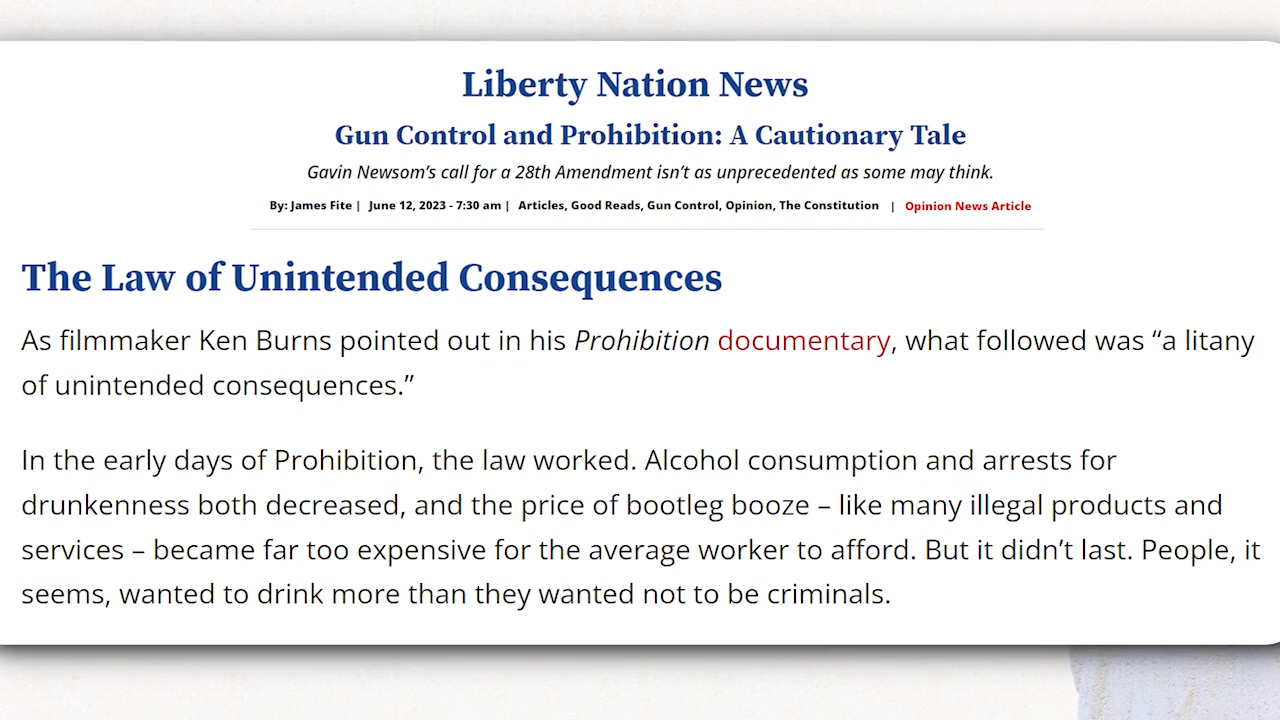 Liberty Nation News
Gun Control and Prohibition: A Cautionary Tale
Gavin Newsom's call for a 28th Amendment isn't as unprecedented as some may think.
By: James Fite | June 12, 2023 - 7:30 am | Articles, Good Reads, Gun Control, Opinion, The Constitution | Opinion News Article
The Law of Unintended Consequences
As filmmaker Ken Burns pointed out in his Prohibition documentary, what followed was “a litany
of unintended consequences.”
In the early days of Prohibition, the law worked. Alcohol consumption and arrests for
drunkenness both decreased, and the price of bootleg booze – like many illegal products and
services – became far too expensive for the average worker to afford. But it didn’t last. People, it
seems, wanted to drink more than they wanted not to be criminals.